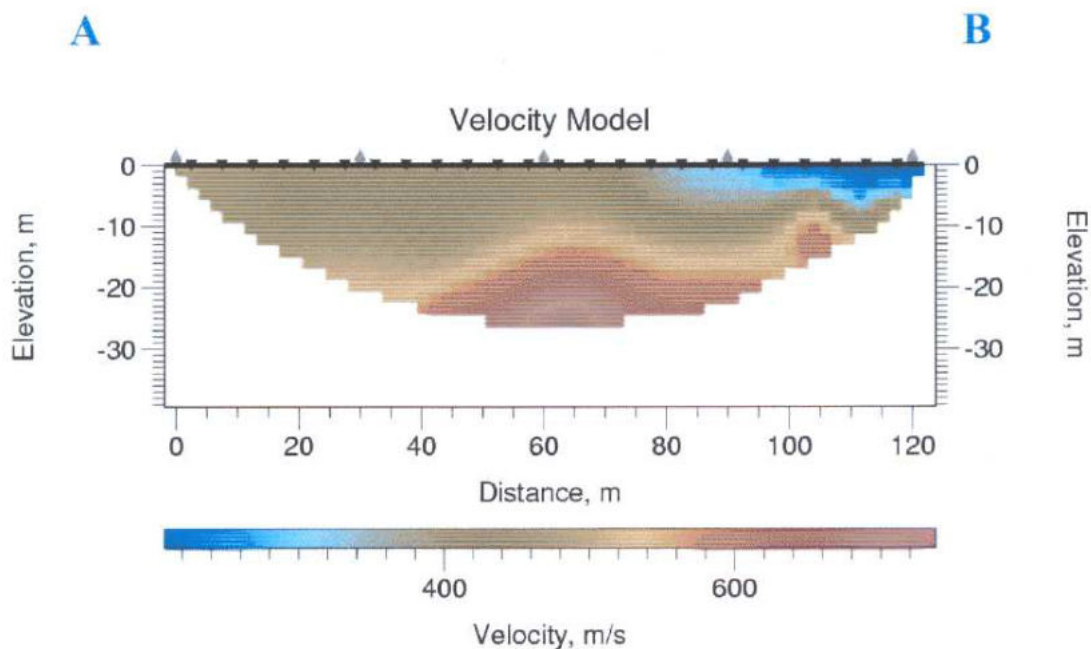 A B
Velocity Model
0 0
-10 -10
-20 -20
-30 -30
Elevation, m Elevation, m
0 20 40 60 80 100 120
Distance, m
400 600
Velocity, m/s